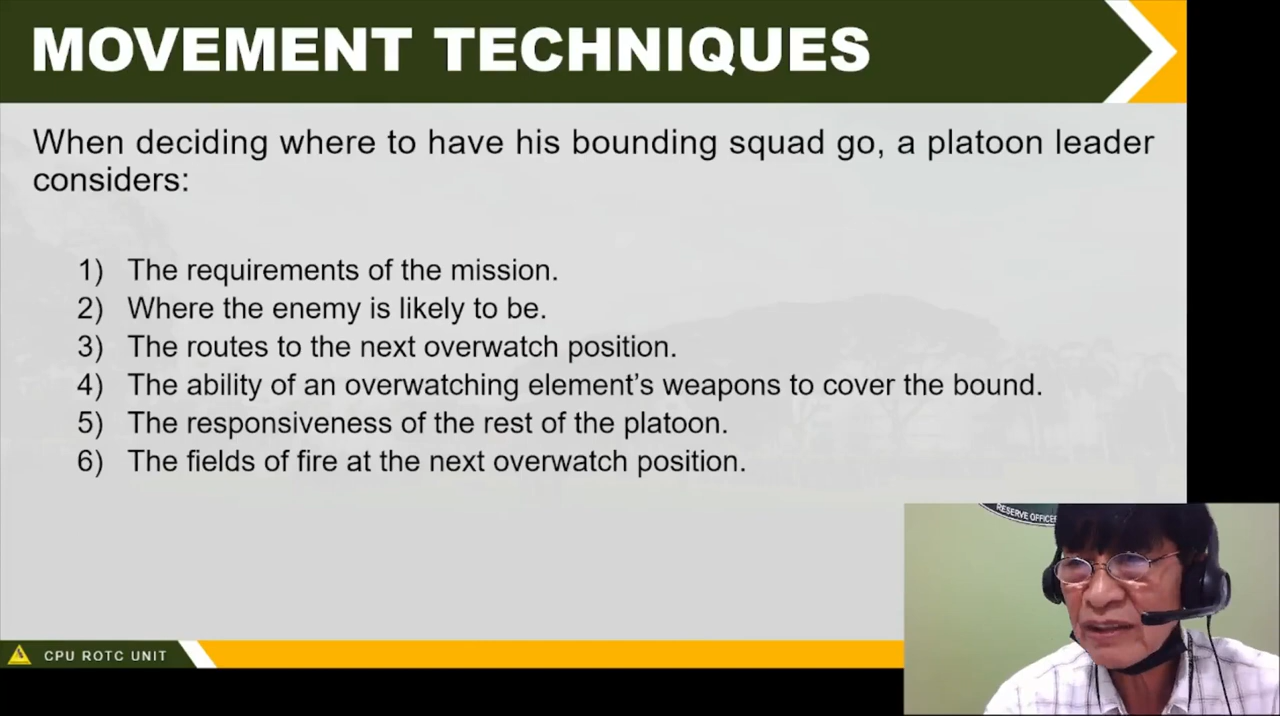 MOVEMENT TECHNIQUES
When deciding where to have his bounding squad go, a platoon leader
considers:
1) The requirements of the mission.
2) Where the enemy is likely to be.
3) The routes to the next overwatch position.
4) The ability of an overwatching element’s weapons to cover the bound.
5) The responsiveness of the rest of the platoon.
6) The fields of fire at the next overwatch position.
RESERVE OFFICE
CPU ROTC UNIT